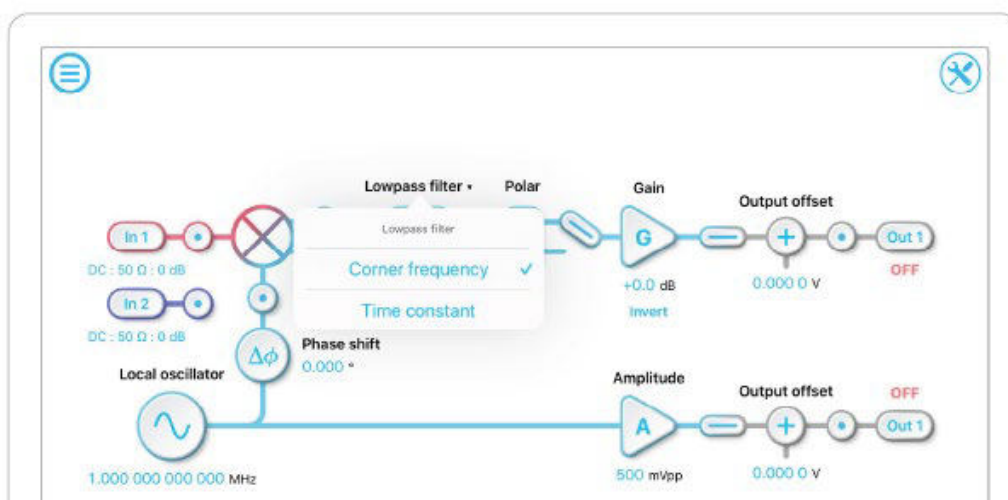 Lowpass filter ▾
Polar
Gain
Output offset
In 1
DC : 50 Ω : 0 dB
Lowpass filter
Corner frequency ✓
Time constant
G
+0.0 dB
Invert
0.000 0 V
Out 1
OFF
In 2
DC : 50 Ω : 0 dB
Δϕ
Phase shift
0.000 °
Local oscillator
1.000 000 000 000 MHz
Amplitude
A
500 mVpp
Output offset
0.000 0 V
OFF
Out 1